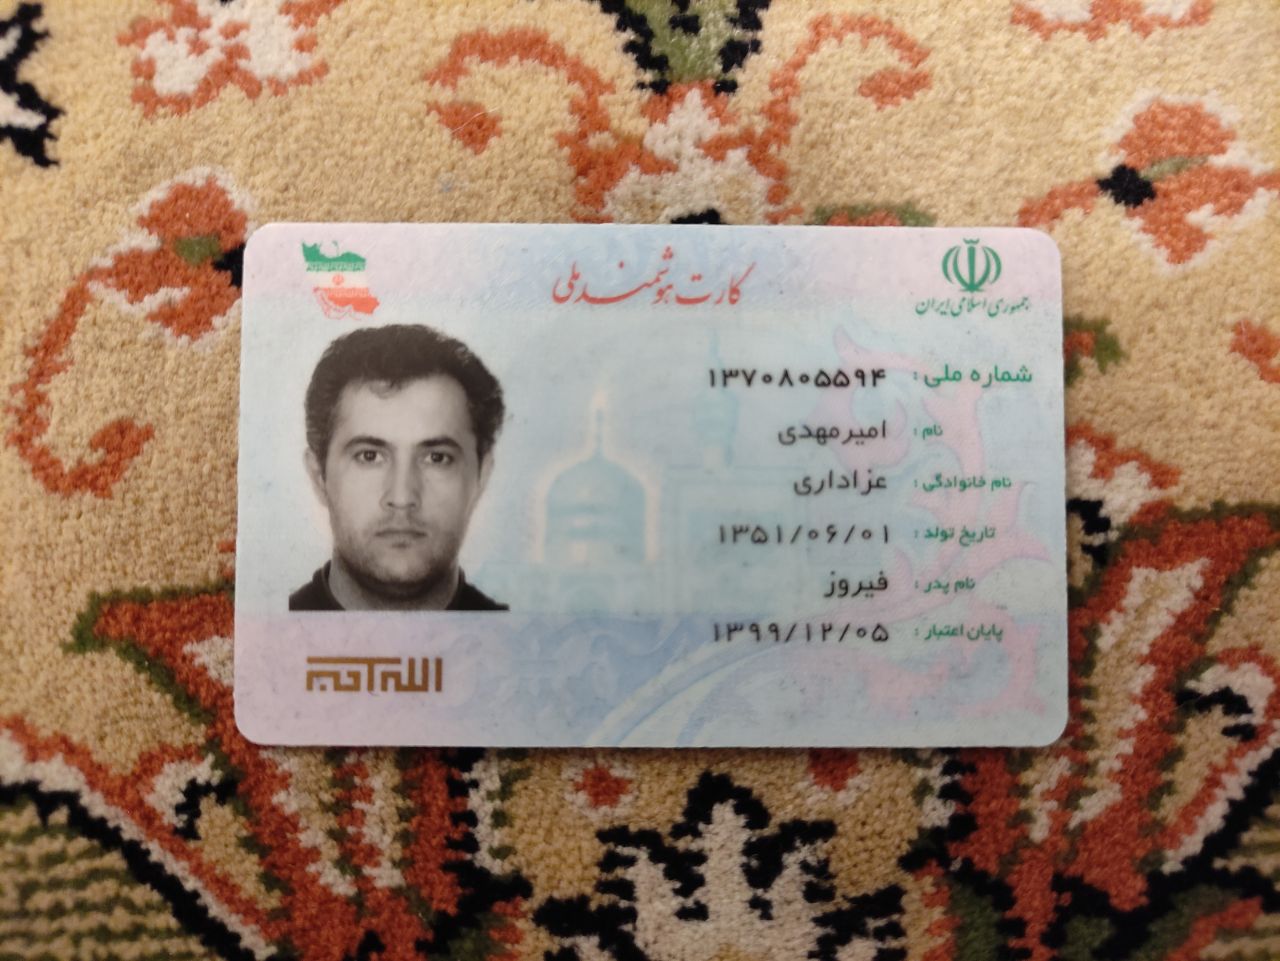 کارت هوشمند ملی
جمهوری اسلامی ایران
شماره ملی : ۱۳۷۰۸۰۵۵۹۴
نام : امیرمهدی
نام خانوادگی : عزاداری
تاریخ تولد : ۱۳۵۱/۰۶/۰۱
نام پدر : فیروز
پایان اعتبار : ۱۳۹۹/۱۲/۰۵
الله اکبر